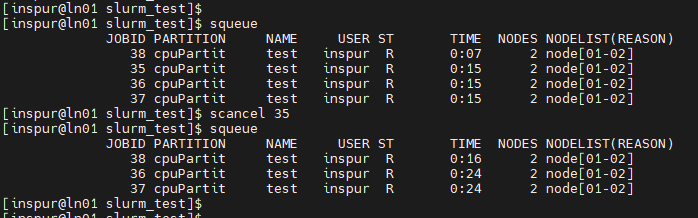 [inspur@ln01 slurm_test]$
[inspur@ln01 slurm_test]$ squeue
JOBID PARTITION NAME USER ST TIME NODES NODELIST(REASON)
38 cpuPartit test inspur R 0:07 2 node[01-02]
35 cpuPartit test inspur R 0:15 2 node[01-02]
36 cpuPartit test inspur R 0:15 2 node[01-02]
37 cpuPartit test inspur R 0:15 2 node[01-02]
[inspur@ln01 slurm_test]$ scancel 35
[inspur@ln01 slurm_test]$ squeue
JOBID PARTITION NAME USER ST TIME NODES NODELIST(REASON)
38 cpuPartit test inspur R 0:16 2 node[01-02]
36 cpuPartit test inspur R 0:24 2 node[01-02]
37 cpuPartit test inspur R 0:24 2 node[01-02]
[inspur@ln01 slurm_test]$